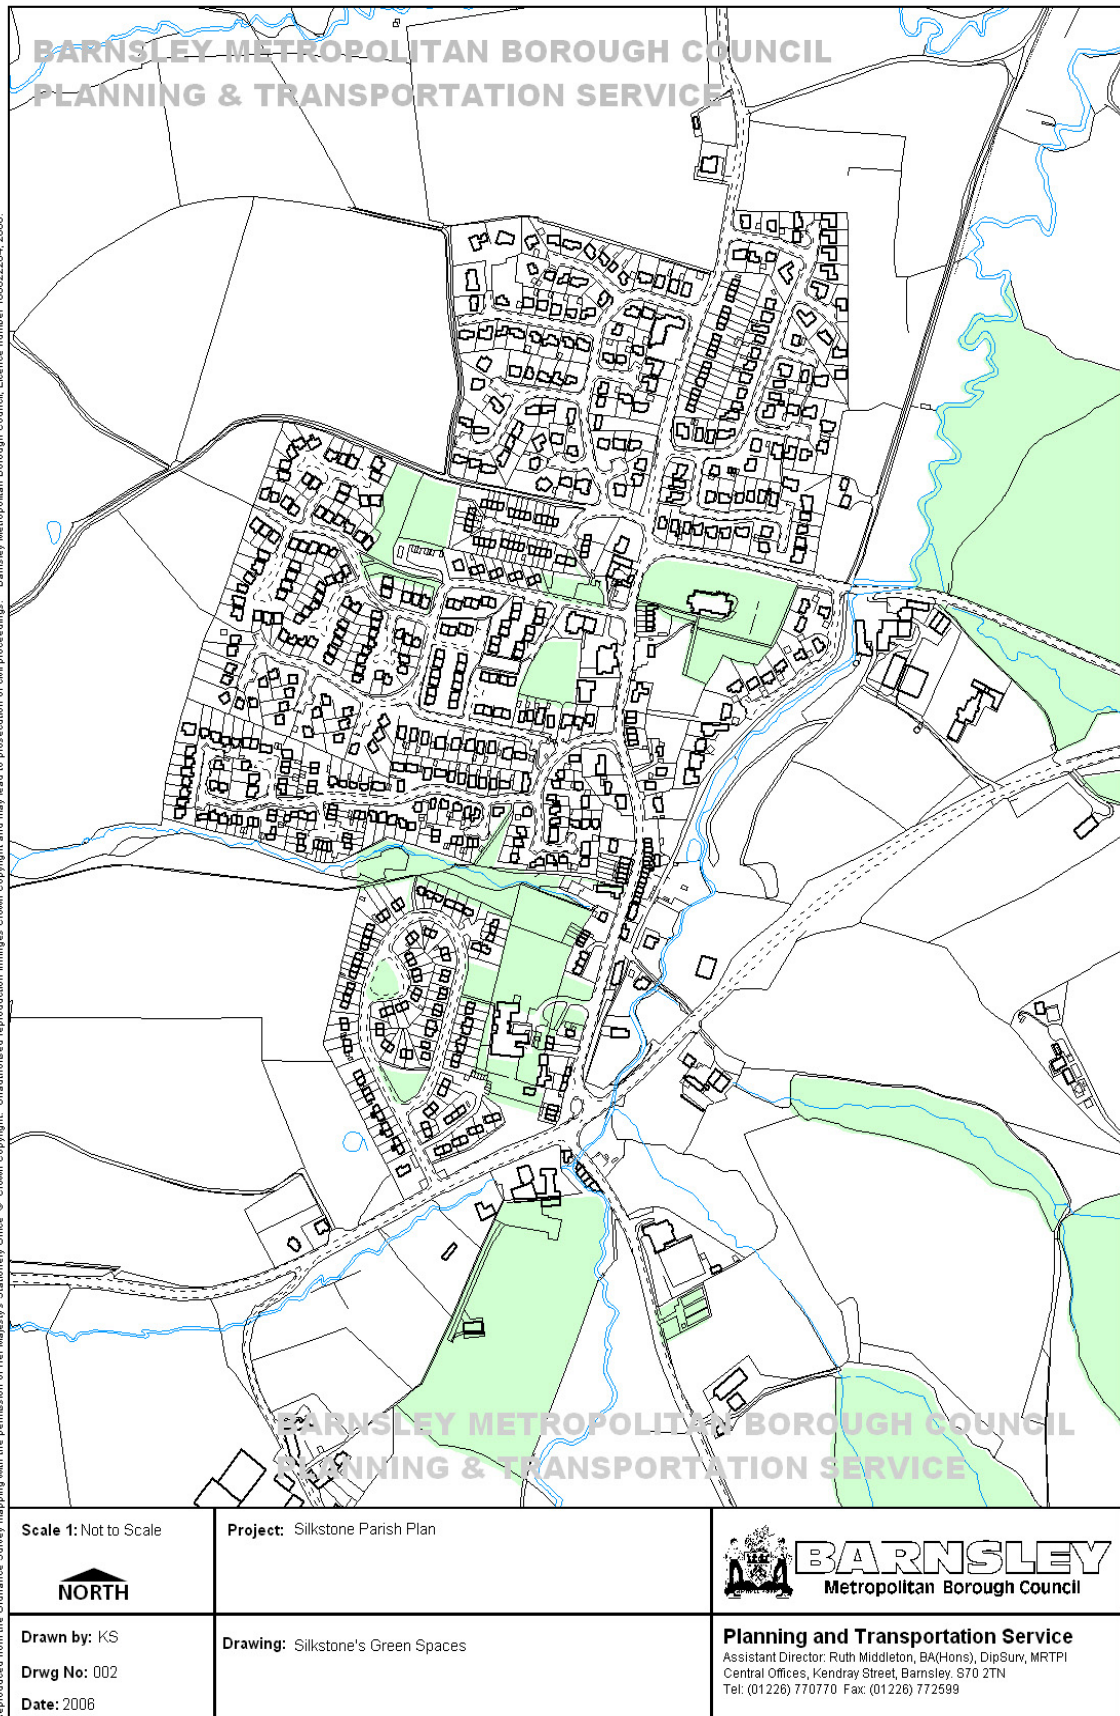 BARNSLEY METROPOLITAN BOROUGH COUNCIL
PLANNING & TRANSPORTATION SERVICE
BARNSLEY METROPOLITAN BOROUGH COUNCIL
PLANNING & TRANSPORTATION SERVICE
Scale 1: Not to Scale
NORTH
Project: Silkstone Parish Plan
BARNSLEY
Metropolitan Borough Council
Drawn by: KS
Drwg No: 002
Date: 2006
Drawing: Silkstone's Green Spaces
Planning and Transportation Service
Assistant Director: Ruth Middleton, BA(Hons), DipSurv, MRTPI
Central Offices, Kendray Street, Barnsley. S70 2TN
Tel: (01226) 770770 Fax: (01226) 772599